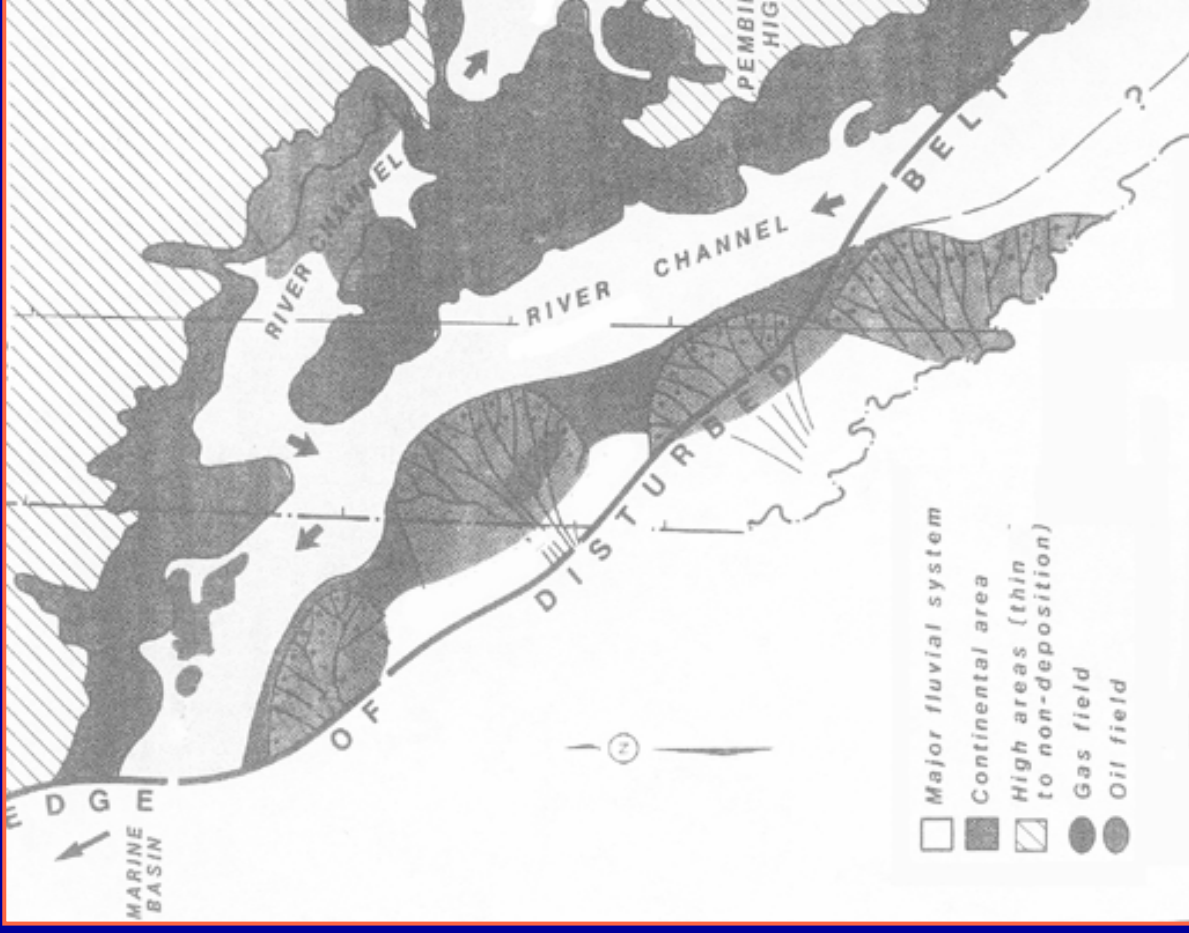 PEMBI
HIG
RIVER CHANNEL
RIVER CHANNEL
EDGE OF DISTURBED BELT
?
MARINE
BASIN
Z
Major fluvial system
Continental area
High areas (thin
to non-deposition)
Gas field
Oil field